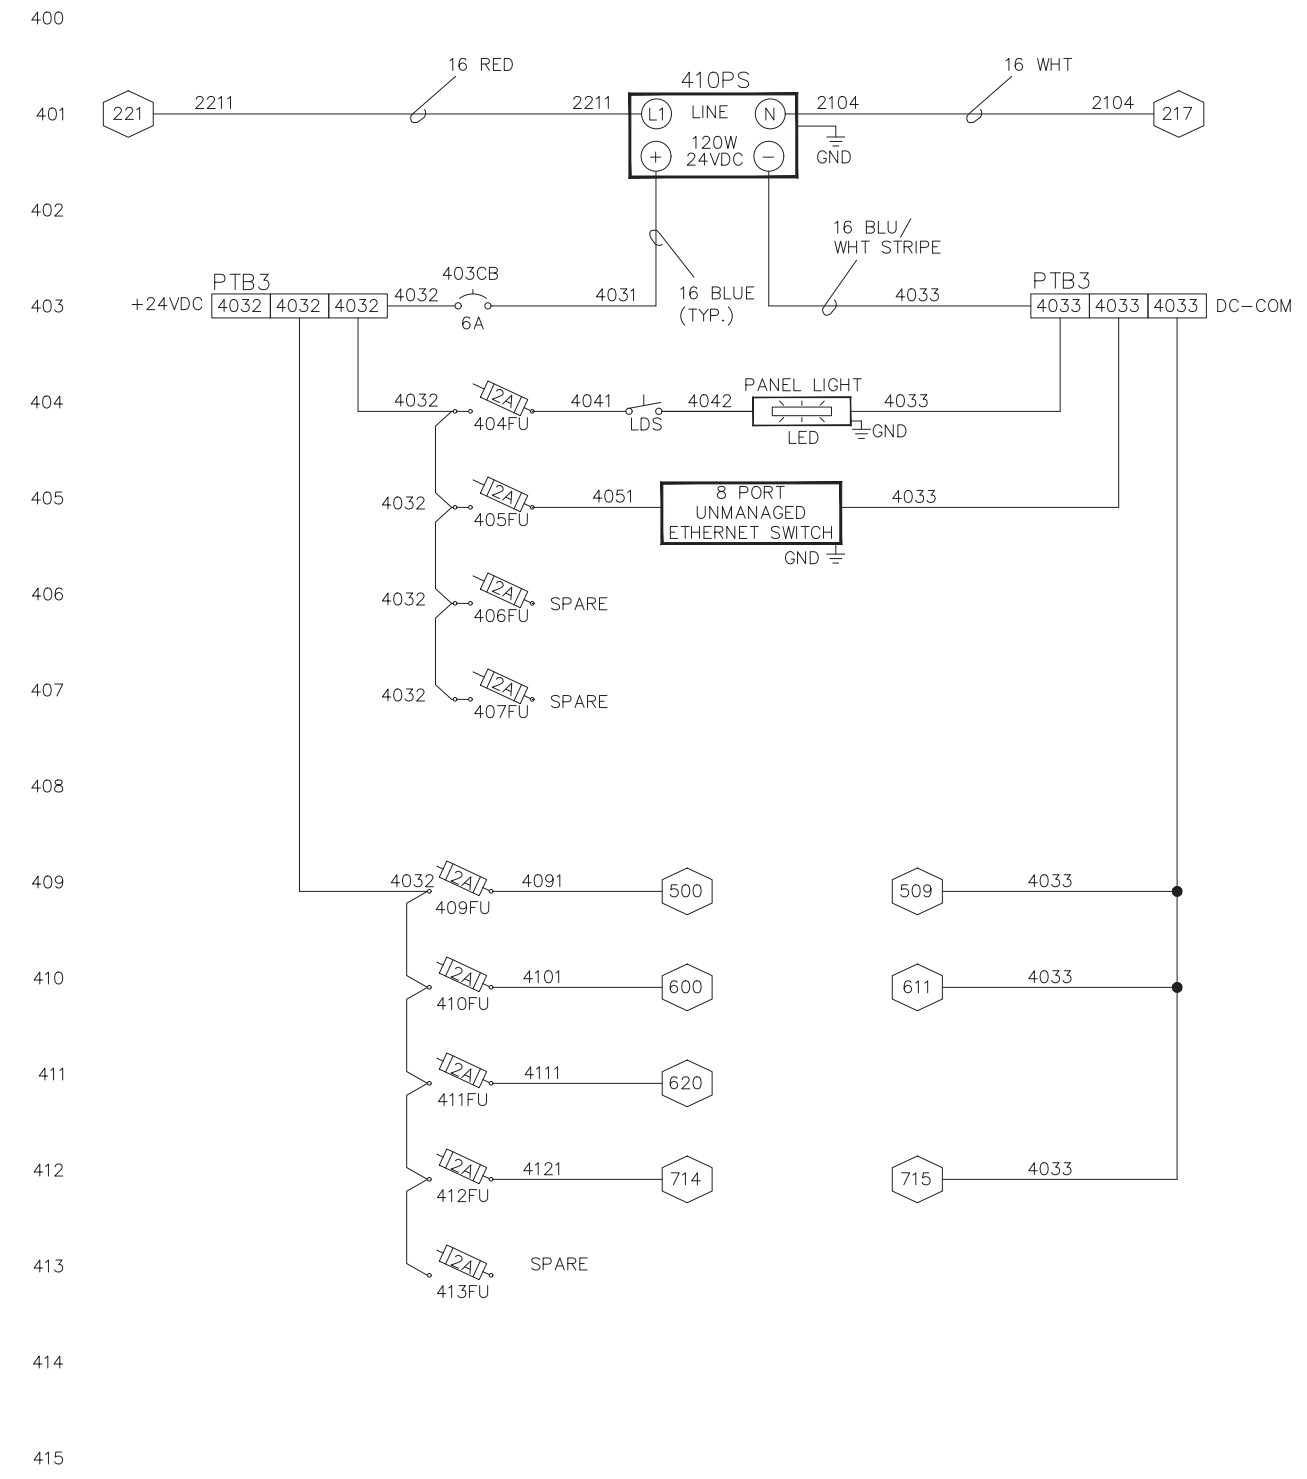 400
16 RED
410PS
16 WHT
401
221
2211
2211
L1
LINE
N
2104
2104
217
120W
24VDC
+
−
GND
402
16 BLU/
WHT STRIPE
403CB
PTB3
PTB3
403
+24VDC
4032
4032
4032
4032
6A
4031
16 BLUE
(TYP.)
4033
4033
4033
4033
DC-COM
404
4032
2A
404FU
4041
LDS
4042
PANEL LIGHT
LED
GND
4033
405
4032
2A
405FU
4051
8 PORT
UNMANAGED
ETHERNET SWITCH
GND
4033
406
4032
2A
406FU
SPARE
407
4032
2A
407FU
SPARE
408
409
4032
2A
409FU
4091
500
509
4033
410
2A
410FU
4101
600
611
4033
411
2A
411FU
4111
620
412
2A
412FU
4121
714
715
4033
413
2A
413FU
SPARE
414
415